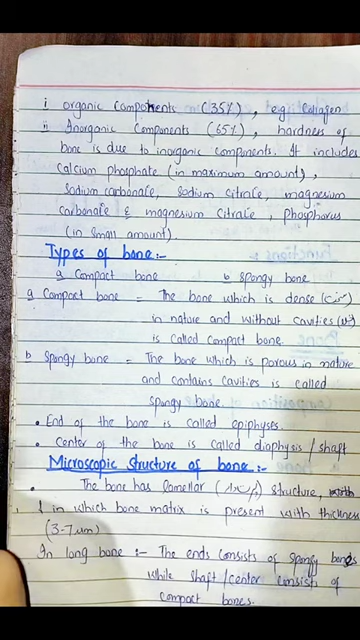 i organic components (35%), e.g Collagen
ii Inorganic Components (65%), hardness of
bone is due to inorganic components. It includes
Calcium phosphate (in maximum amount),
Sodium carbonate, Sodium Citrate, magnesium
carbonate & magnesium Citrate, phosphorus
(in small amount).
Types of bone:-
a Compact bone b Spongy bone
a Compact bone = The bone which is dense
in nature and without cavities
is called compact bone.
b Spongy bone = The bone which is porous in nature
and contains cavities is called
spongy bone.
• End of the bone is called epiphyses.
• Center of the bone is called diaphysis / shaft
Microscopic Structure of bone:-
• The bone has lamellar structure,
in which bone matrix is present with thickness
(3-7 um)
In long bone :- The ends consists of spongy bones
while shaft/center consists of
compact bones.